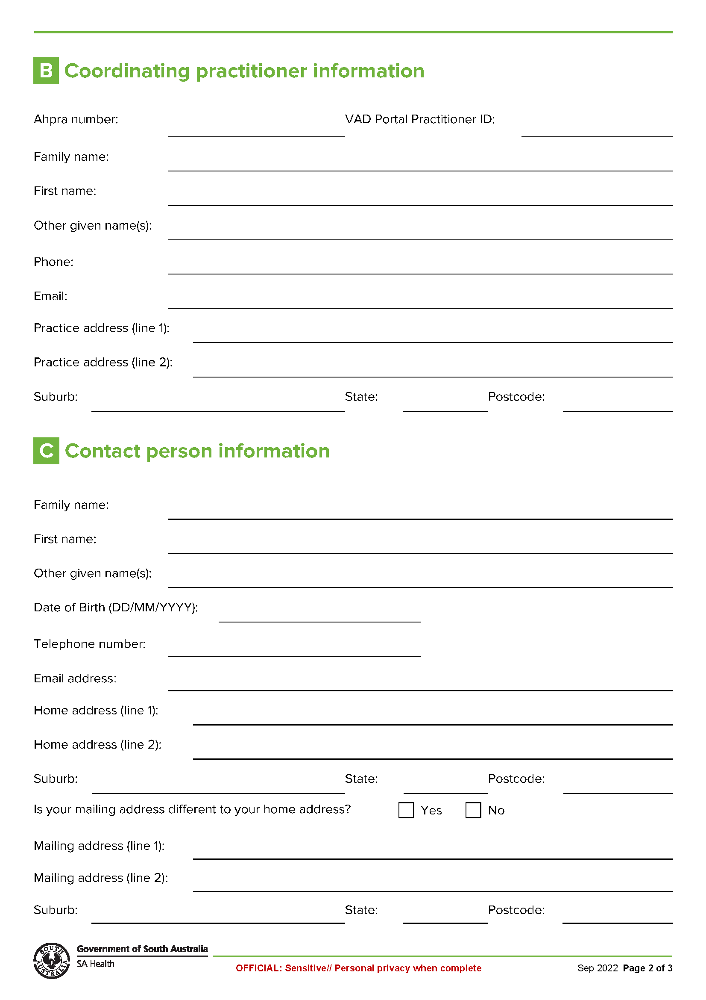 B Coordinating practitioner information
Ahpra number: VAD Portal Practitioner ID:
Family name:
First name:
Other given name(s):
Phone:
Email:
Practice address (line 1):
Practice address (line 2):
Suburb: State: Postcode:
C Contact person information
Family name:
First name:
Other given name(s):
Date of Birth (DD/MM/YYYY):
Telephone number:
Email address:
Home address (line 1):
Home address (line 2):
Suburb: State: Postcode:
Is your mailing address different to your home address? Yes No
Mailing address (line 1):
Mailing address (line 2):
Suburb: State: Postcode:
SOUTH AUSTRALIA
Government of South Australia
SA Health
OFFICIAL: Sensitive// Personal privacy when complete
Sep 2022 Page 2 of 3